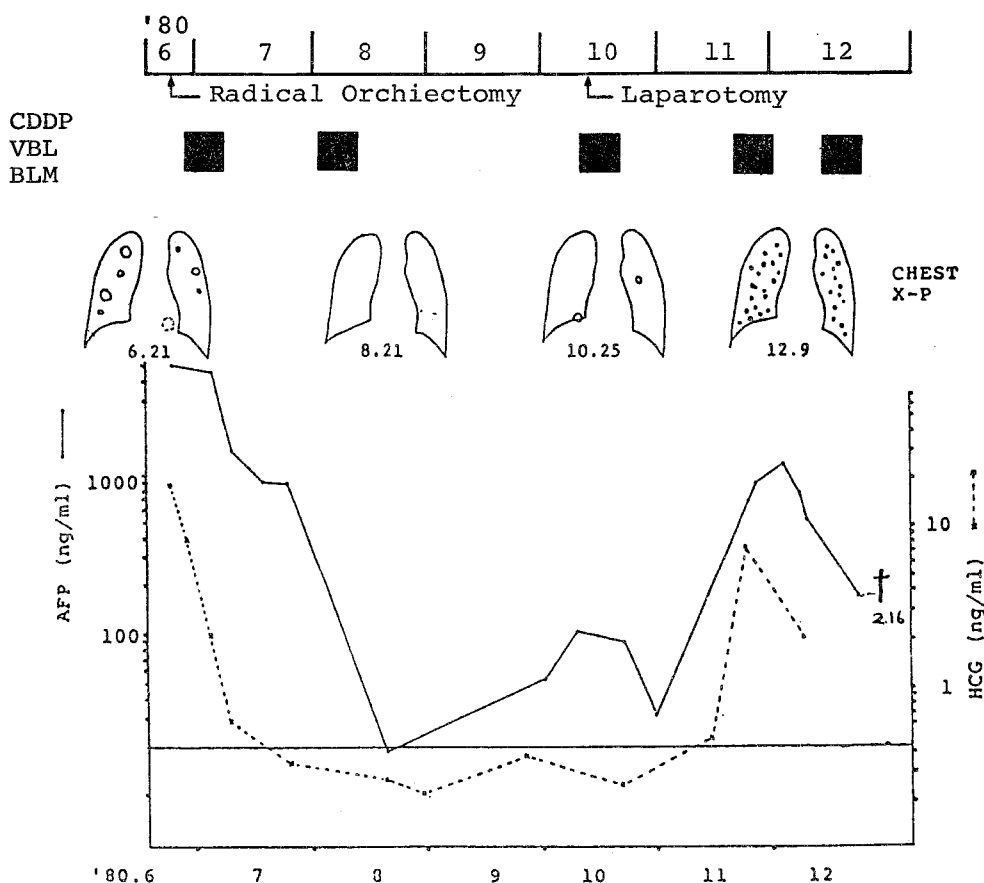 '80
6 7 8 9 10 11 12
Radical Orchiectomy Laparotomy
CDDP
VBL
BLM
CHEST
X-P
6.21 8.21 10.25 12.9
AFP (ng/ml)
1000
100
10
1
HCG (ng/ml)
2.16
'80.6 7 8 9 10 11 12